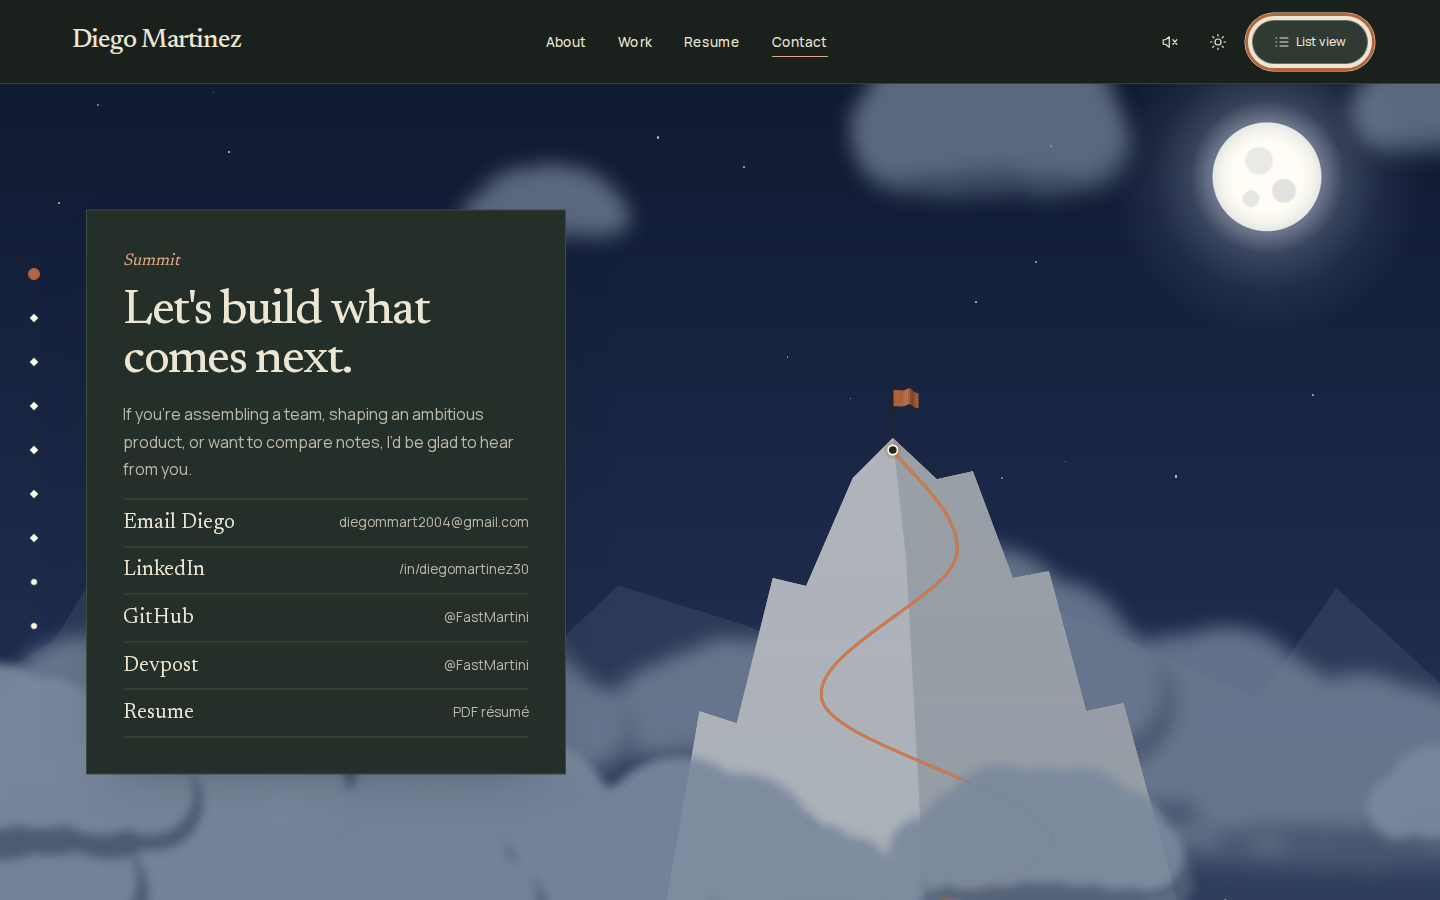 Diego Martinez
About
Work
Resume
Contact
List view
Summit
Let's build what
comes next.
If you're assembling a team, shaping an ambitious
product, or want to compare notes, I'd be glad to hear
from you.
Email Diego diegommart2004@gmail.com
LinkedIn /in/diegomartinez30
GitHub @FastMartini
Devpost @FastMartini
Resume PDF résumé